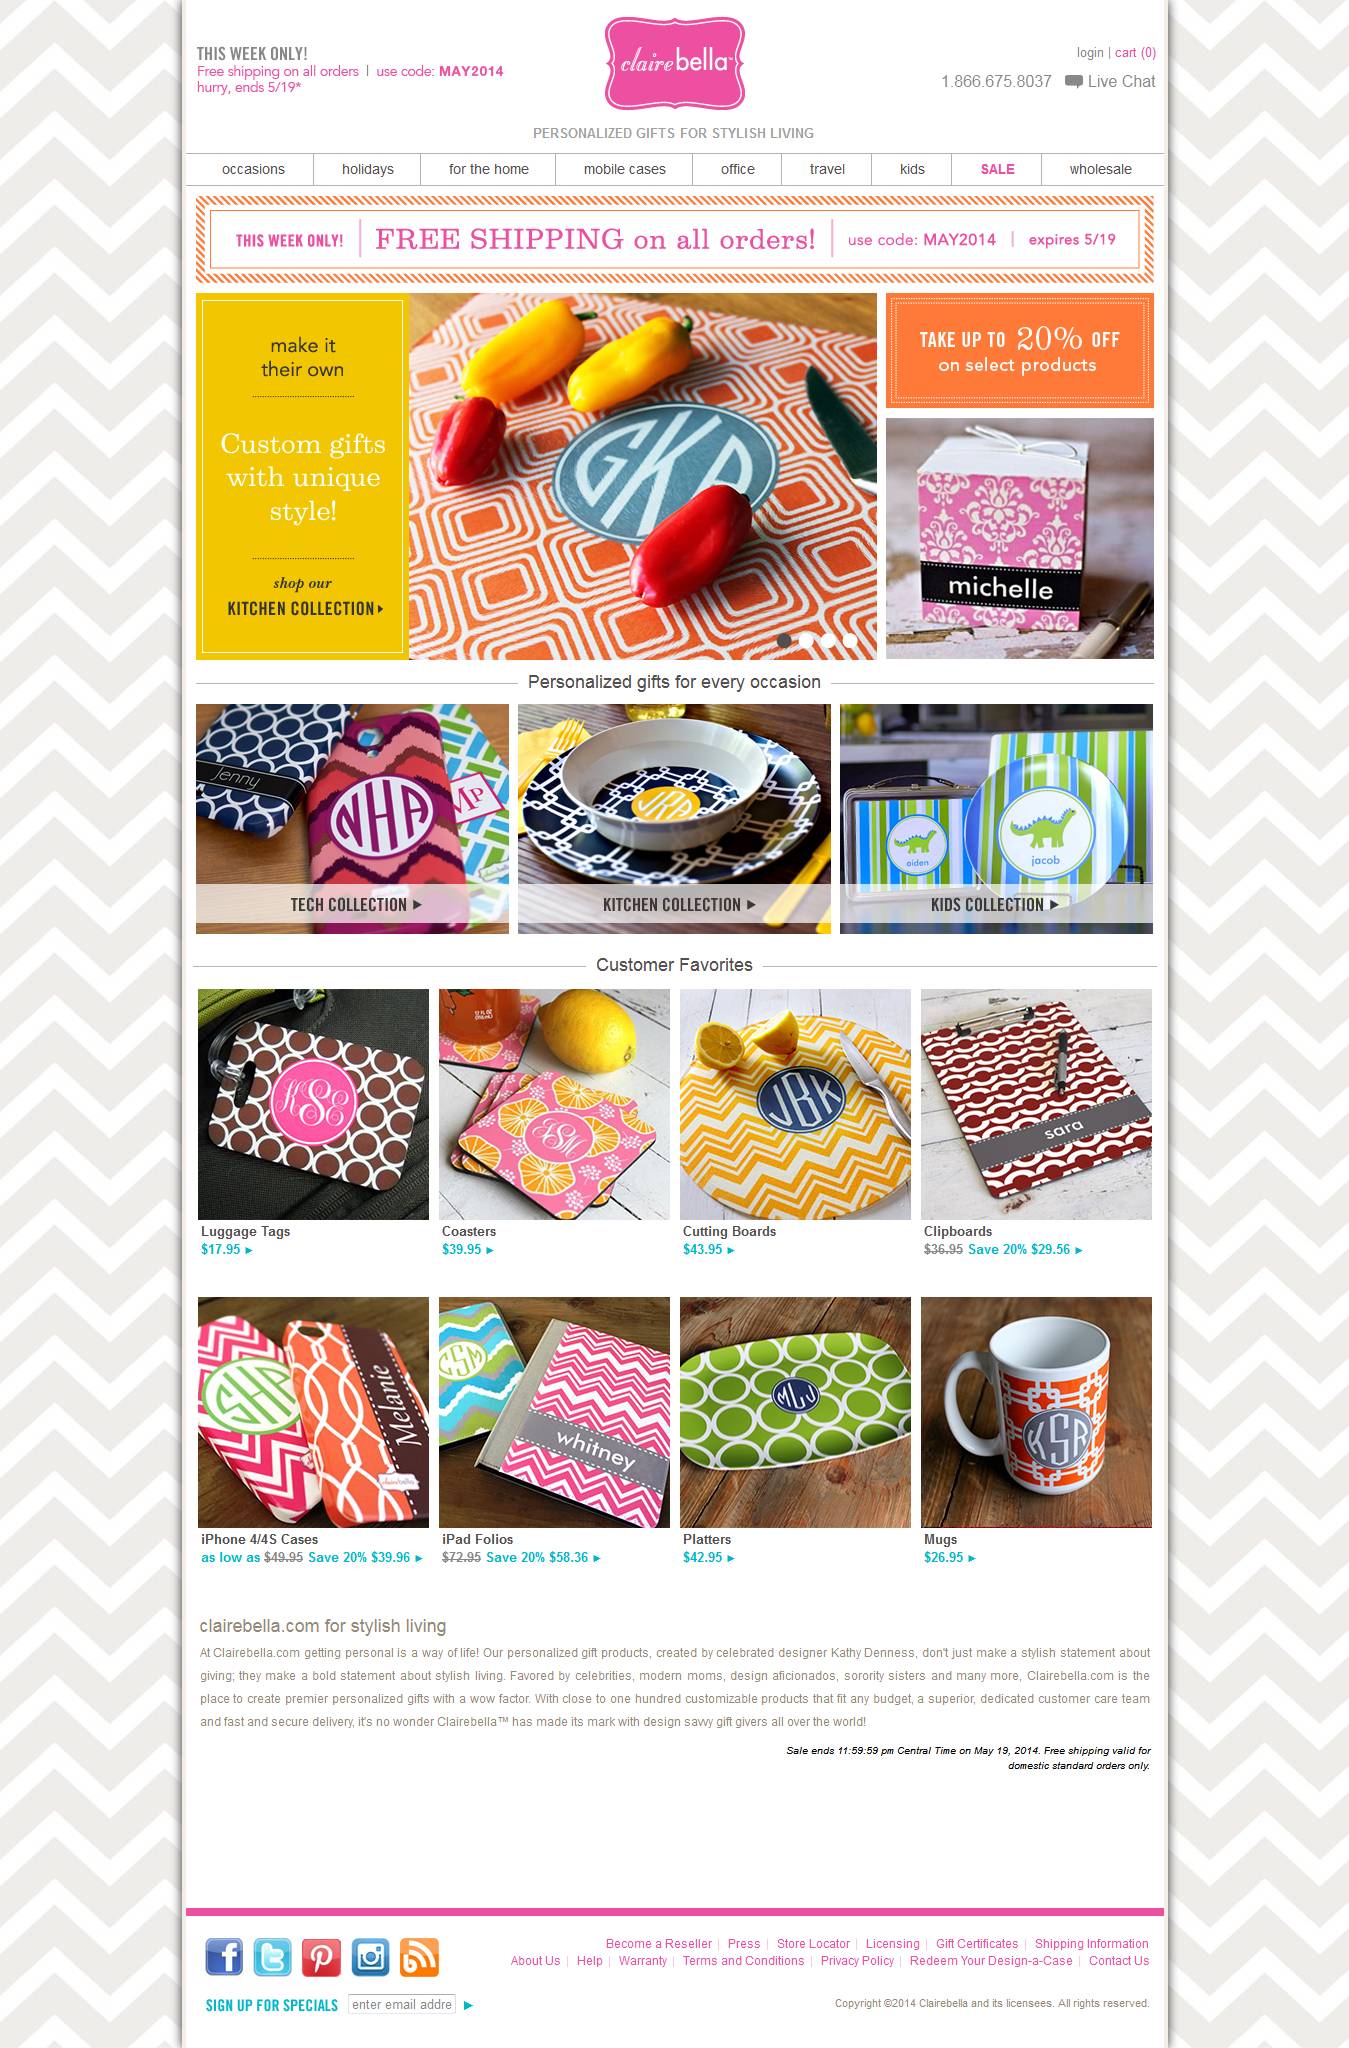 THIS WEEK ONLY!
Free shipping on all orders | use code: MAY2014
hurry, ends 5/19*
clairebella™
PERSONALIZED GIFTS FOR STYLISH LIVING
login | cart (0)
1.866.675.8037 Live Chat
occasions holidays for the home mobile cases office travel kids SALE wholesale
THIS WEEK ONLY! FREE SHIPPING on all orders! use code: MAY2014 | expires 5/19
make it
their own
Custom gifts
with unique
style!
shop our
KITCHEN COLLECTION
GKP
TAKE UP TO 20% OFF
on select products
michelle
Personalized gifts for every occasion
Jenny
NHA
MP
TECH COLLECTION
KITCHEN COLLECTION
aiden
jacob
KIDS COLLECTION
Customer Favorites
KSE
JBK
sara
Luggage Tags
$17.95
Coasters
$39.95
Cutting Boards
$43.95
Clipboards
$36.95 Save 20% $29.56
Melanie
clairebella
CSM
whitney
MLJ
KSR
iPhone 4/4S Cases
as low as $49.95 Save 20% $39.96
iPad Folios
$72.95 Save 20% $58.36
Platters
$42.95
Mugs
$26.95
clairebella.com for stylish living
At Clairebella.com getting personal is a way of life! Our personalized gift products, created by celebrated designer Kathy Denness, don't just make a stylish statement about
giving; they make a bold statement about stylish living. Favored by celebrities, modern moms, design aficionados, sorority sisters and many more, Clairebella.com is the
place to create premier personalized gifts with a wow factor. With close to one hundred customizable products that fit any budget, a superior, dedicated customer care team
and fast and secure delivery, it's no wonder Clairebella™ has made its mark with design savvy gift givers all over the world!
Sale ends 11:59:59 pm Central Time on May 19, 2014. Free shipping valid for
domestic standard orders only.
Become a Reseller | Press | Store Locator | Licensing | Gift Certificates | Shipping Information
About Us | Help | Warranty | Terms and Conditions | Privacy Policy | Redeem Your Design-a-Case | Contact Us
SIGN UP FOR SPECIALS enter email addre
Copyright ©2014 Clairebella and its licensees. All rights reserved.